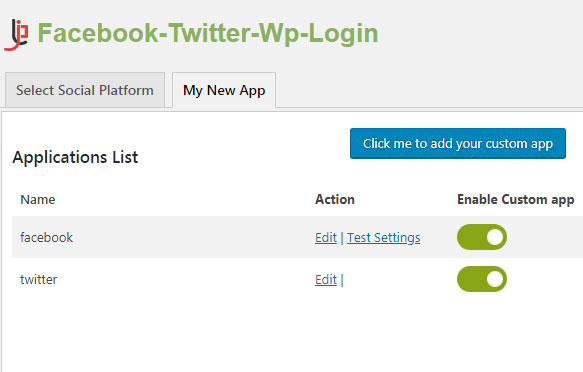 Facebook-Twitter-Wp-Login
Select Social Platform My New App
Click me to add your custom app
Applications List
Name Action Enable Custom app
facebook Edit | Test Settings
twitter Edit |